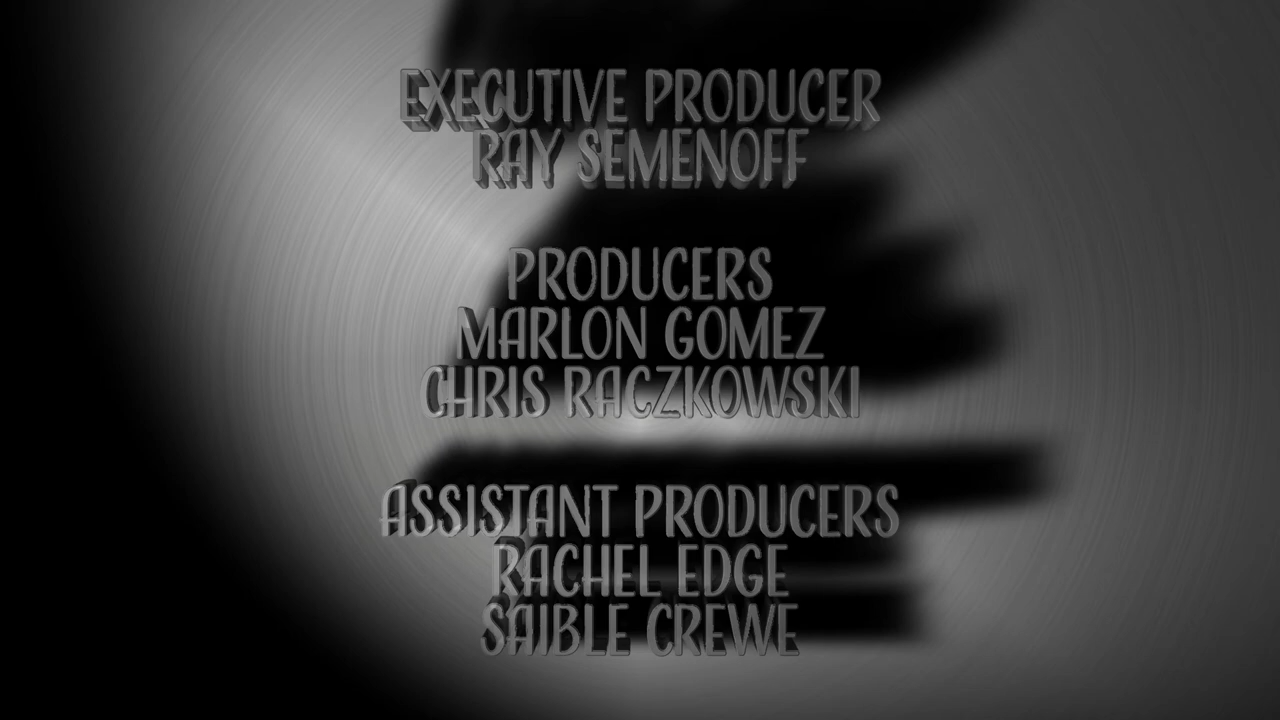 EXECUTIVE PRODUCER
RAY SEMENOFF
PRODUCERS
MARLON GOMEZ
CHRIS RACZKOWSKI
ASSISTANT PRODUCERS
RACHEL EDGE
SAIBLE CREWE